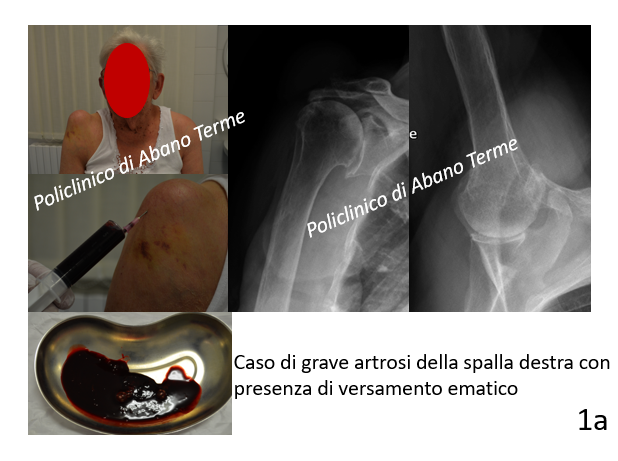 Policlinico di Abano Terme
e
Policlinico di Abano Terme
Caso di grave artrosi della spalla destra con
presenza di versamento ematico
1a